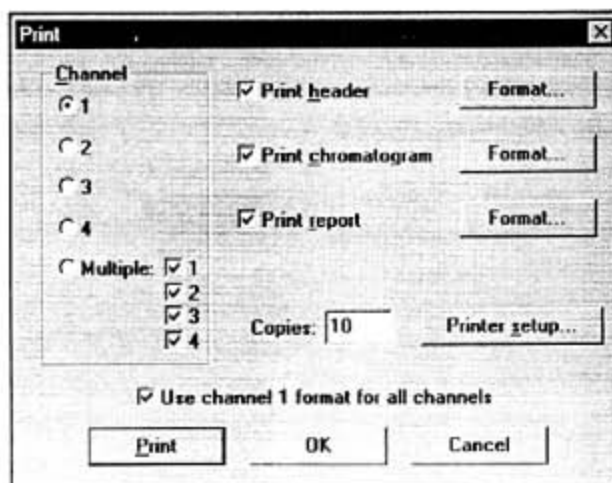 Print
Channel
1
2
3
4
Multiple: 1
2
3
4
Print header Format...
Print chromatogram Format...
Print report Format...
Copies: 10 Printer setup...
Use channel 1 format for all channels
Print OK Cancel